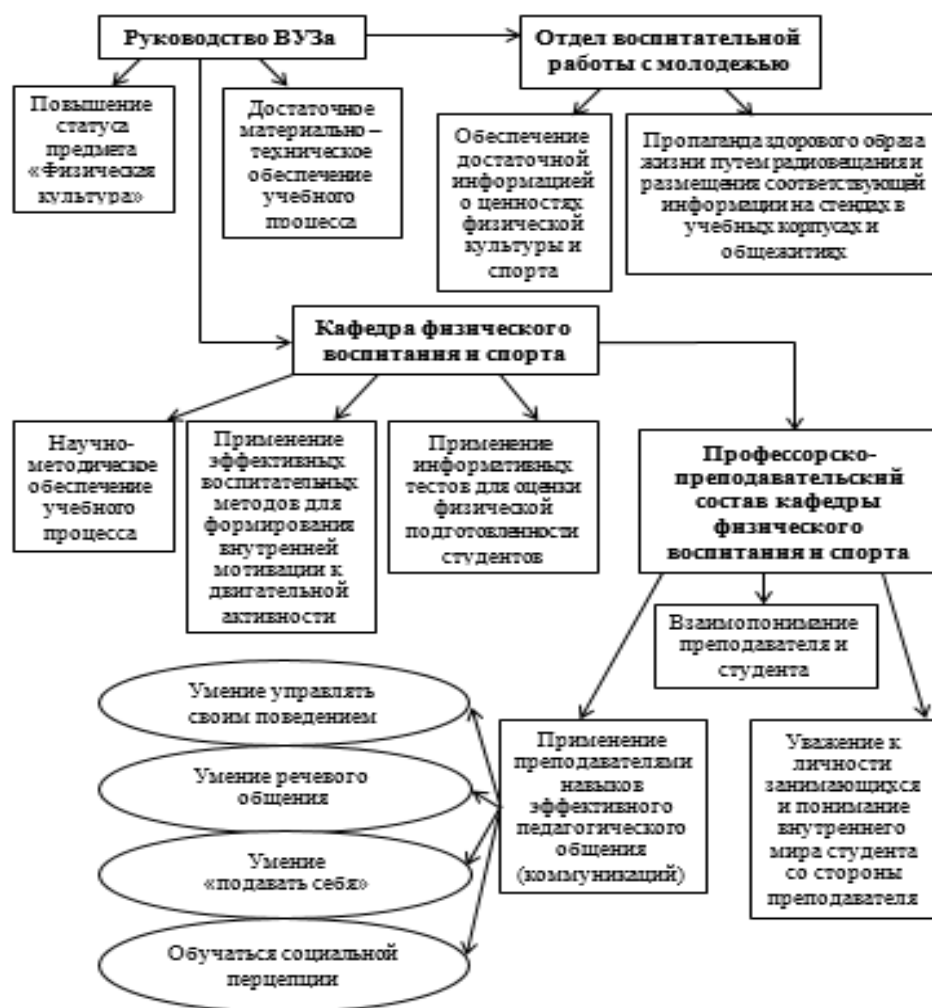 Руководство ВУЗа
Отдел воспитательной
работы с молодежью
Повышение
статуса
предмета
«Физическая
культура»
Достаточное
материально –
техническое
обеспечение
учебного
процесса
Обеспечение
достаточной
информацией
о ценностях
физической
культуры и
спорта
Пропаганда здорового образа
жизни путем радиовещания и
размещения соответствующей
информации на стендах в
учебных корпусах и
общежитиях
Кафедра физического
воспитания и спорта
Научно-
методическое
обеспечение
учебного
процесса
Применение
эффективных
воспитательных
методов для
формирования
внутренней
мотивации к
двигательной
активности
Применение
информативных
тестов для оценки
физической
подготовленности
студентов
Профессорско-
преподавательский
состав кафедры
физического
воспитания и спорта
Взаимопонимание
преподавателя и
студента
Умение управлять
своим поведением
Умение речевого
общения
Умение
«подавать себя»
Обучаться социальной
перцепции
Применение
преподавателями
навыков
эффективного
педагогического
общения
(коммуникаций)
Уважение к
личности
занимающихся
и понимание
внутреннего
мира студента
со стороны
преподавателя